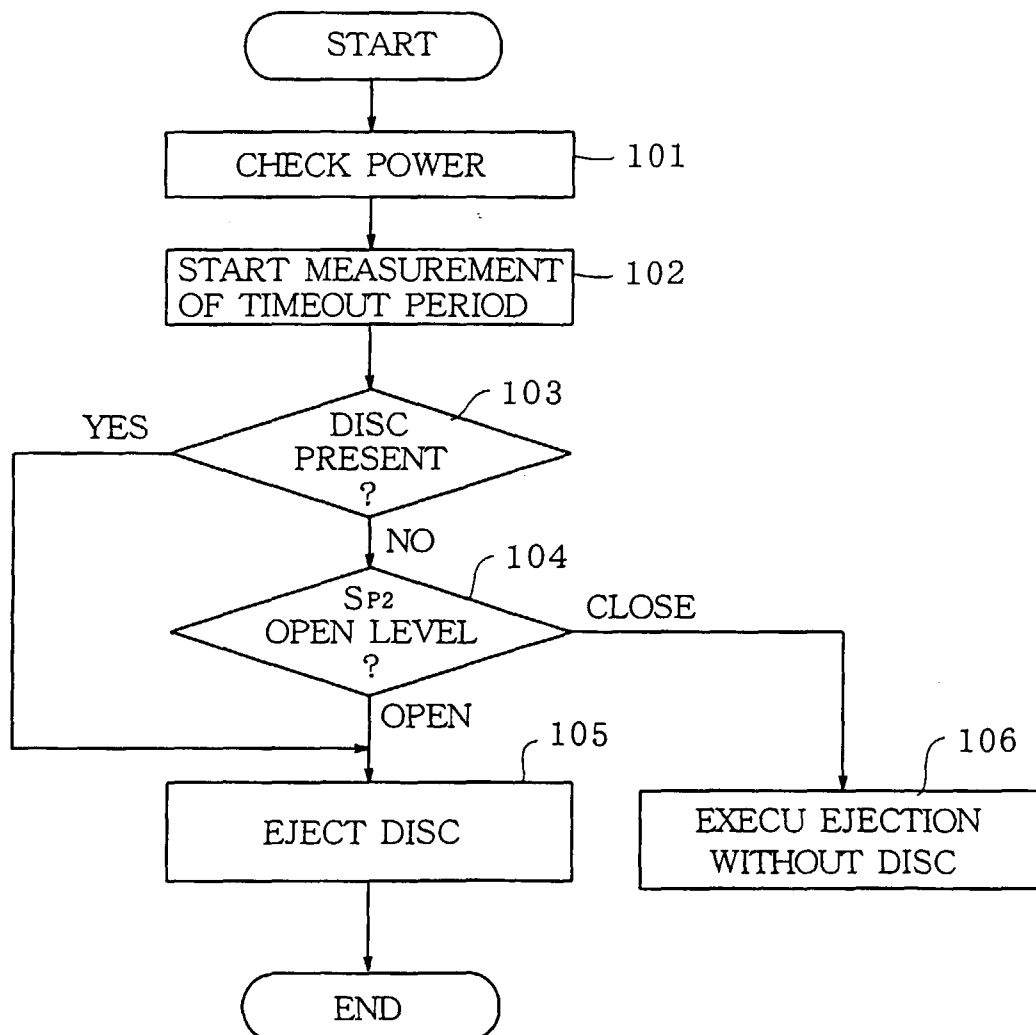 START
CHECK POWER
101
START MEASUREMENT
OF TIMEOUT PERIOD
102
103
YES
DISC
PRESENT
?
NO
104
SP2
OPEN LEVEL
?
CLOSE
OPEN
105
106
EJECT DISC
EXECU EJECTION
WITHOUT DISC
END